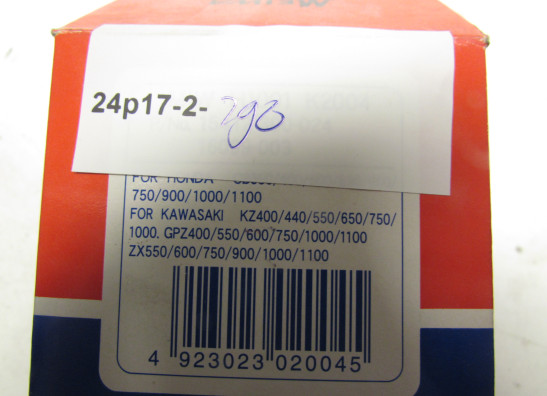 24p17-2-290
FOR HONDA
750/900/1000/1100
FOR KAWASAKI KZ400/440/550/650/750/
1000. GPZ400/550/600/750/1000/1100
ZX550/600/750/900/1000/1100
4 923023 020045